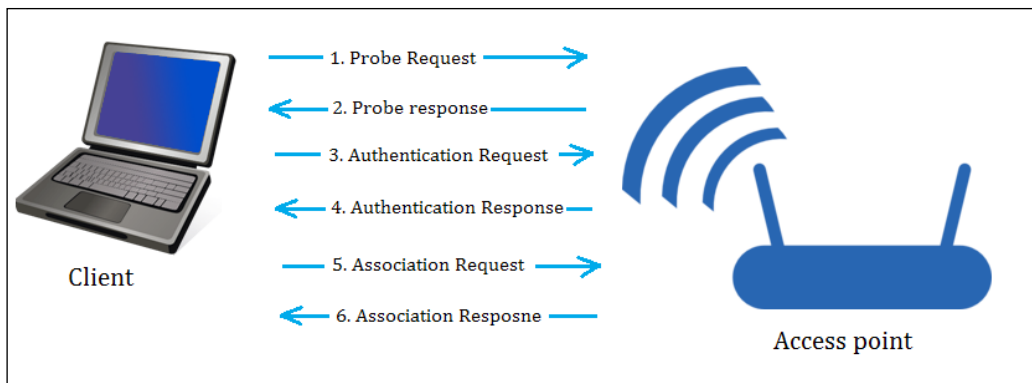 1. Probe Request
2. Probe response
3. Authentication Request
4. Authentication Response
5. Association Request
6. Association Resposne
Client
Access point